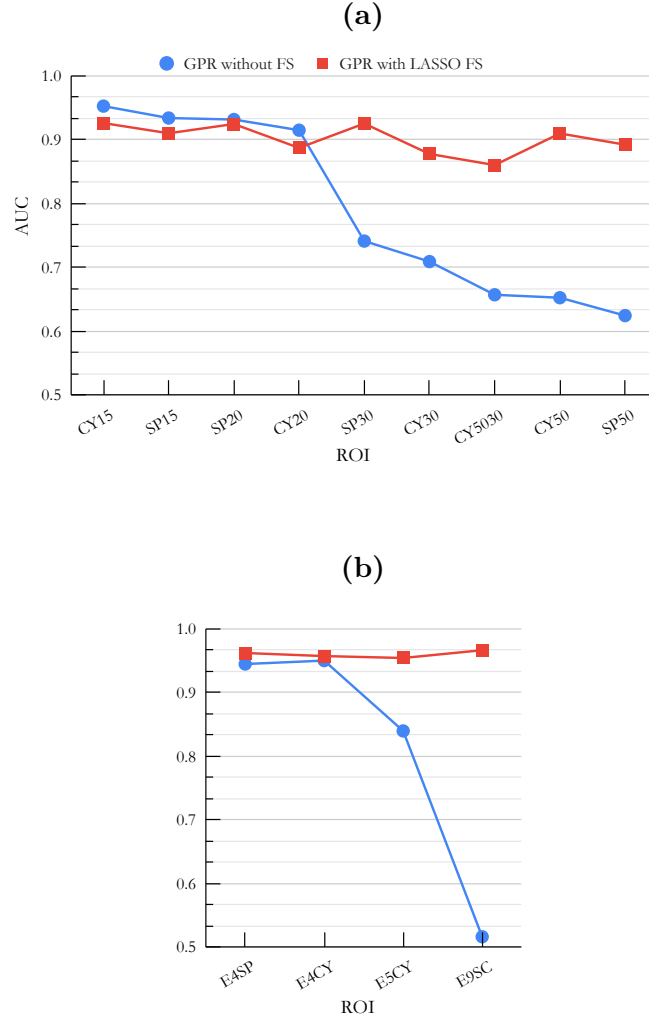 (a)
GPR without FS GPR with LASSO FS
1.0
0.9
0.8
0.7
0.6
0.5
AUC
CY15 SP15 SP20 CY20 SP30 CY30 CY5030 CY50 SP50
ROI
(b)
1.0
0.9
0.8
0.7
0.6
0.5
E4SP E4CY E5CY E9SC
ROI